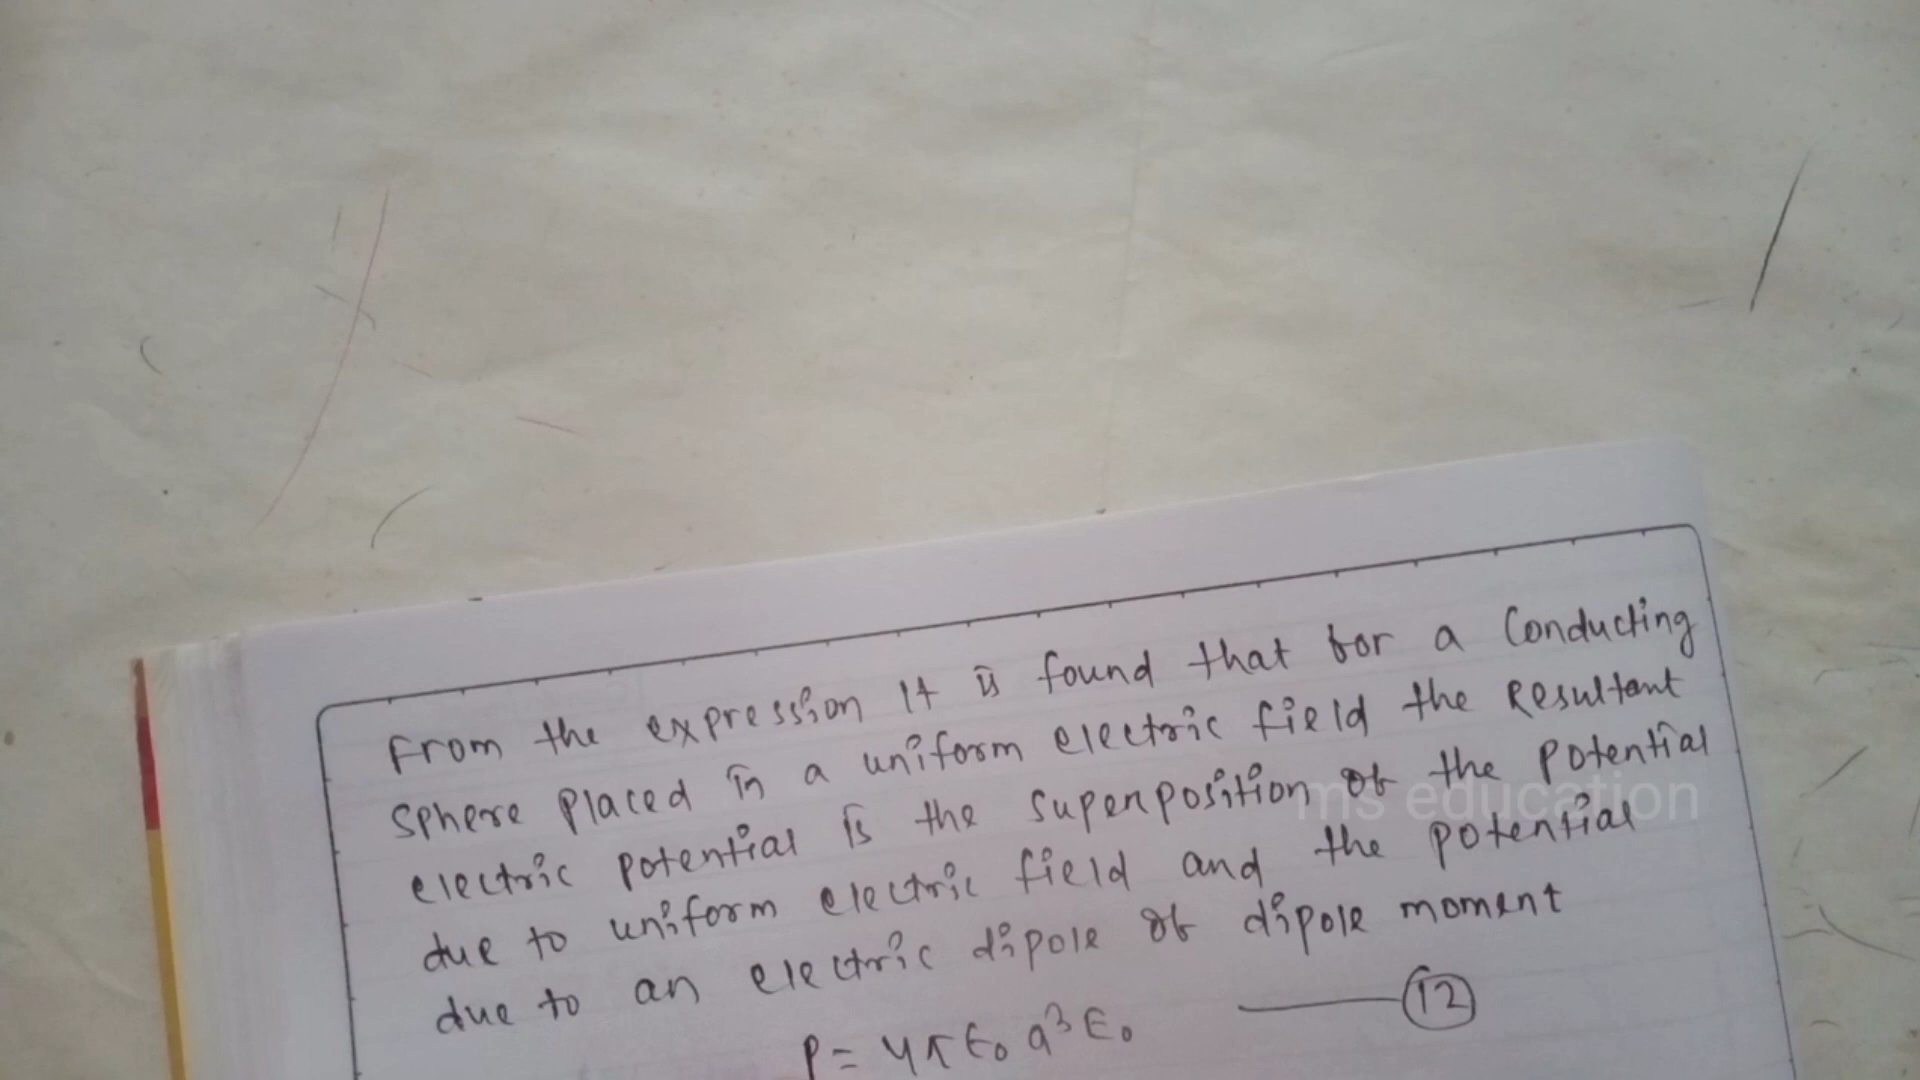 From the expression it is found that for a Conducting
sphere placed in a uniform electric field the Resultant
electric potential is the superposition of the potential
due to uniform electric field and the potential
due to an electric dipole of dipole moment
P = 4π ϵ₀ a³ E₀ —— 12
ms education